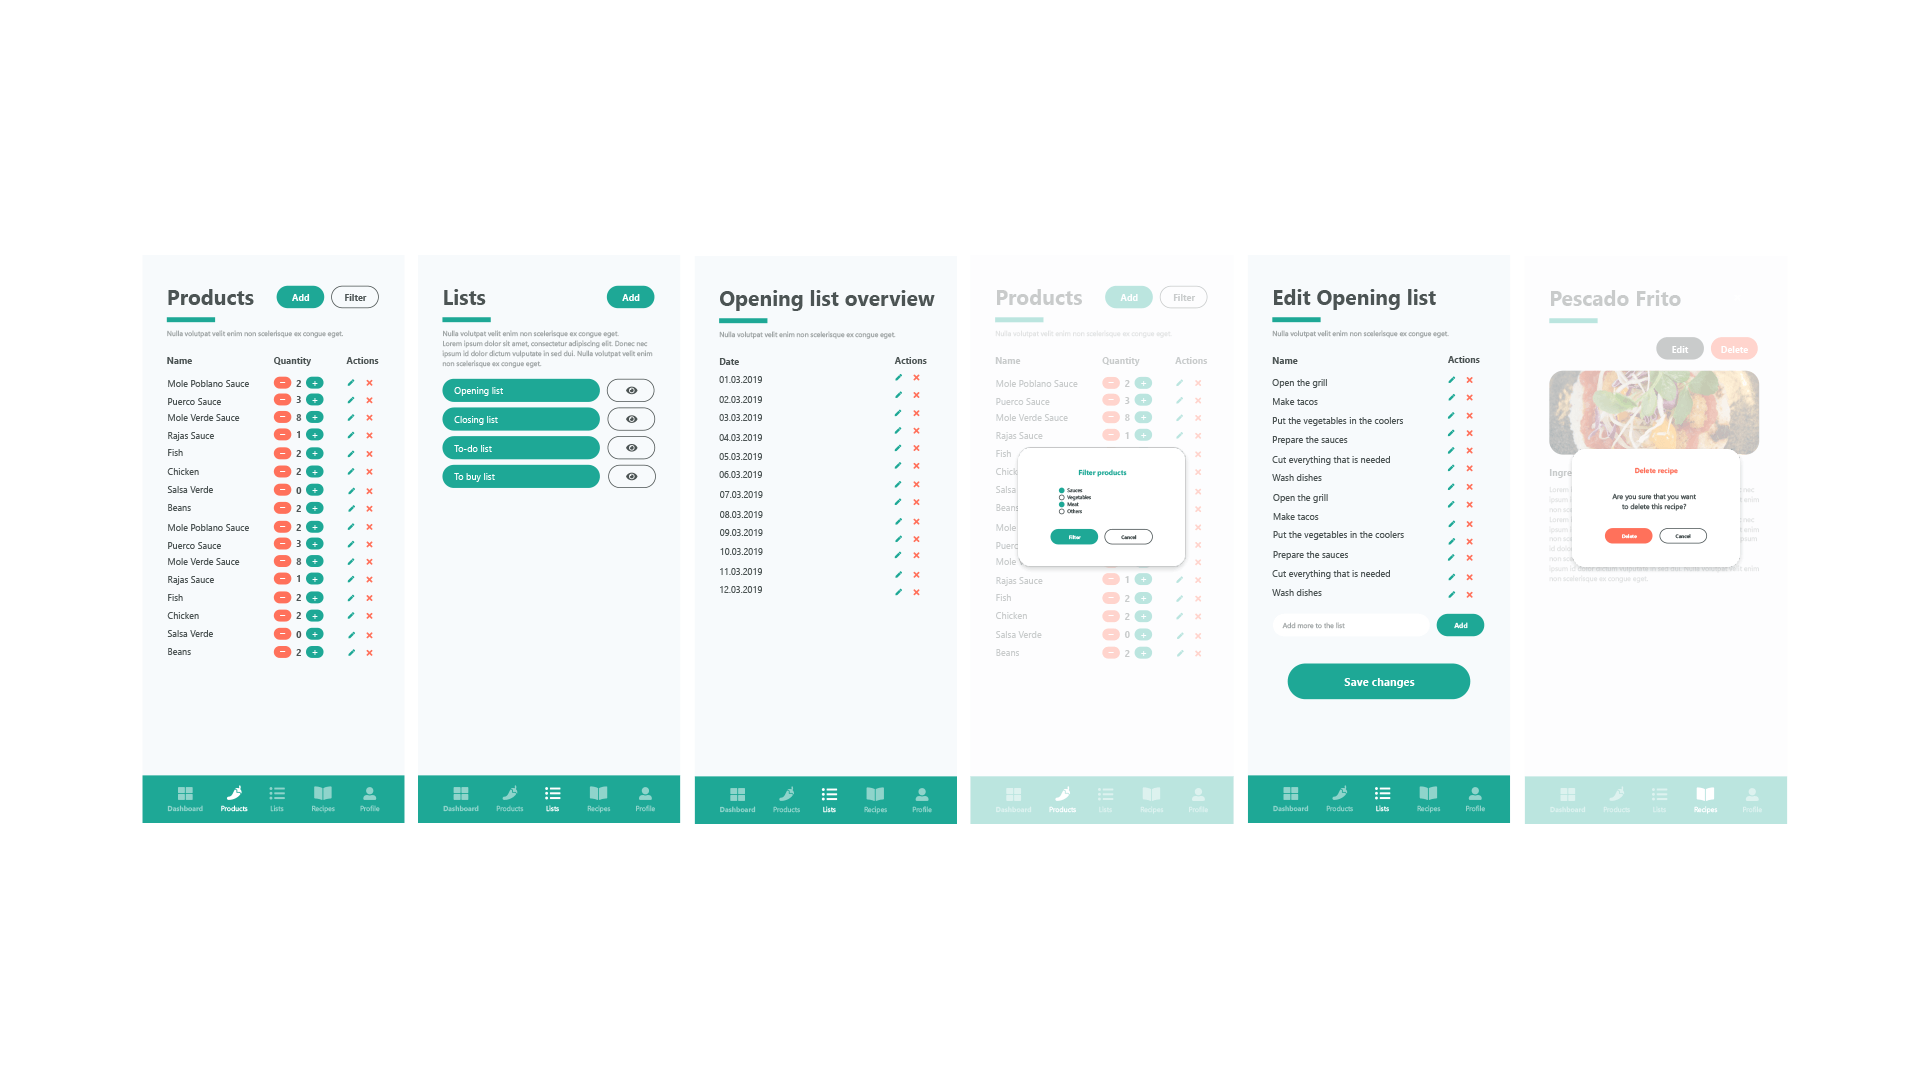 Products
Add
Filter
Nulla volutpat velit enim non scelerisque ex congue eget.
Name Quantity Actions
Mole Poblano Sauce 2
Puerco Sauce 3
Mole Verde Sauce 8
Rajas Sauce 1
Fish 2
Chicken 2
Salsa Verde 0
Beans 2
Mole Poblano Sauce 2
Puerco Sauce 3
Mole Verde Sauce 8
Rajas Sauce 1
Fish 2
Chicken 2
Salsa Verde 0
Beans 2
Dashboard Products Lists Recipes Profile
Lists
Add
Nulla volutpat velit enim non scelerisque ex congue eget.
Lorem ipsum dolor sit amet, consectetur adipiscing elit. Donec nec
ipsum id dolor dictum vulputate in sed dui. Nulla volutpat velit enim
non scelerisque ex congue eget.
Opening list
Closing list
To-do list
To buy list
Dashboard Products Lists Recipes Profile
Opening list overview
Nulla volutpat velit enim non scelerisque ex congue eget.
Date Actions
01.03.2019
02.03.2019
03.03.2019
04.03.2019
05.03.2019
06.03.2019
07.03.2019
08.03.2019
09.03.2019
10.03.2019
11.03.2019
12.03.2019
Dashboard Products Lists Recipes Profile
Products
Add
Filter
Nulla volutpat velit enim non scelerisque ex congue eget.
Name Quantity Actions
Mole Poblano Sauce 2
Puerco Sauce 3
Mole Verde Sauce 8
Rajas Sauce 1
Fish
Salsa
Beans
Mole
Filter products
Sauces
Vegetables
Meat
Others
Filter
Cancel
Rajas Sauce 1
Fish 2
Chicken 2
Salsa Verde 0
Beans 2
Dashboard Products Lists Recipes Profile
Edit Opening list
Nulla volutpat velit enim non scelerisque ex congue eget.
Name Actions
Open the grill
Make tacos
Put the vegetables in the coolers
Prepare the sauces
Cut everything that is needed
Wash dishes
Open the grill
Make tacos
Put the vegetables in the coolers
Prepare the sauces
Cut everything that is needed
Wash dishes
Add more to the list
Add
Save changes
Dashboard Products Lists Recipes Profile
Pescado Frito
Edit
Delete
Delete recipe
Are you sure that you want
to delete this recipe?
Delete
Cancel
non scelerisque ex congue eget.
Dashboard Products Lists Recipes Profile